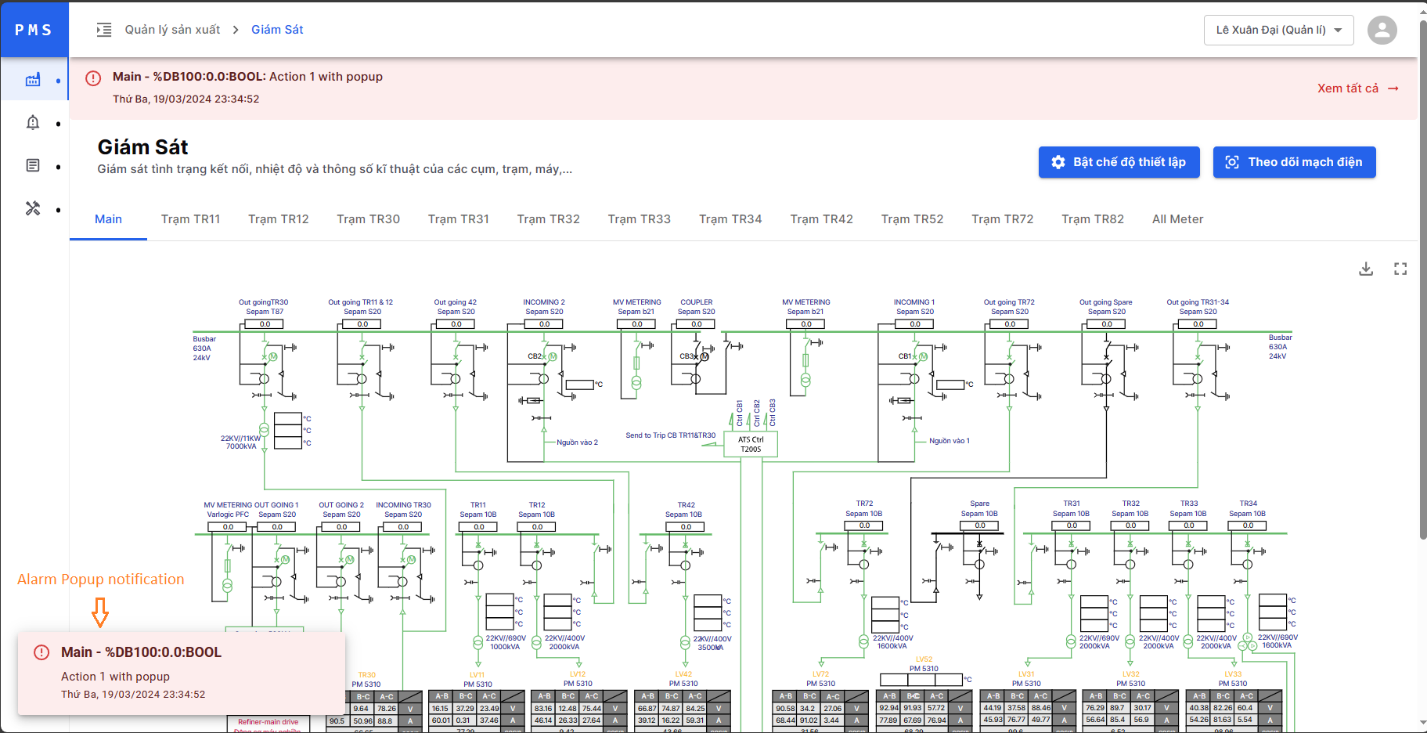 PMS
Quản lý sản xuất > Giám Sát
Lê Xuân Đại (Quản lí)
Main - %DB100:0.0:BOOL: Action 1 with popup
Thứ Ba, 19/03/2024 23:34:52
Xem tất cả →
Giám Sát
Giám sát tình trạng kết nối, nhiệt độ và thông số kĩ thuật của các cụm, trạm, máy,...
Bật chế độ thiết lập
Theo dõi mạch điện
Main Trạm TR11 Trạm TR12 Trạm TR30 Trạm TR31 Trạm TR32 Trạm TR33 Trạm TR34 Trạm TR42 Trạm TR52 Trạm TR72 Trạm TR82 All Meter
Out goingTR30 Out going TR11 & 12 Out going 42 INCOMING 2 MV METERING COUPLER MV METERING INCOMING 1 Out going TR72 Out going Spare Out going TR31-34
Sepam T87 Sepam S20 Sepam S20 Sepam S20 Sepam b21 Sepam S20 Sepam b21 Sepam S20 Sepam S20 Sepam S20 Sepam S20
0.0 0.0 0.0 0.0 0.0 0.0 0.0 0.0 0.0 0.0 0.0
Busbar
630A
24kV
Busbar
630A
24kV
M CB2 M CB3 M CB1 M
°C °C
°C
°C
°C
22KV//11KW
7000kVA
Nguồn vào 2
Send to Trip CB TR11&TR30
Ctrl CB1
Ctrl CB2
Ctrl CB3
ATS Ctrl
T2005
Nguồn vào 1
MV METERING OUT GOING 1 OUT GOING 2 INCOMING TR30 TR11 TR12 TR42 TR72 Spare TR31 TR32 TR33 TR34
Varlogic PFC Sepam S20 Sepam S20 Sepam S20 Sepam 10B Sepam 10B Sepam 10B Sepam 10B Sepam 10B Sepam 10B Sepam 10B Sepam 10B Sepam 10B
0.0 0.0 0.0 0.0 0.0 0.0 0.0 0.0 0.0 0.0 0.0 0.0 0.0
M M M
°C °C °C °C °C °C °C °C
°C °C °C °C °C °C °C °C
°C °C °C °C °C °C °C °C
22KV//690V 22KV//400V 22KV//400V 22KV//400V 22KV//690V 22KV//400V 22KV//400V 22KV//690V
1000kVA 2000kVA 3500kVA 1600kVA 2000kVA 2000kVA 2000kVA 1600kVA
Alarm Popup notification
Main - %DB100:0.0:BOOL
Action 1 with popup
Thứ Ba, 19/03/2024 23:34:52
TR30 LV11 LV12 LV42 LV72 LV52 LV31 LV32 LV33
PM 5310 PM 5310 PM 5310 PM 5310 PM 5310 PM 5310 PM 5310 PM 5310 PM 5310
°C
B-C A-C A-B B-C A-C A-B B-C A-C A-B B-C A-C A-B B-C A-C A-B B-C A-C A-B B-C A-C A-B B-C A-C A-B B-C A-C
9.64 78.26 V 16.15 37.29 23.49 V 83.16 12.48 75.44 V 66.87 74.87 84.25 V 90.58 34.2 27.06 V 92.94 91.93 57.72 V 44.19 37.58 88.46 V 76.29 89.7 30.17 V 40.38 82.26 60.4 V
Refiner-main drive
90.5 50.96 88.8 A 60.01 0.31 37.46 A 46.14 26.33 27.64 A 39.12 16.22 59.31 A 68.44 91.02 3.44 A 77.89 67.69 76.94 A 45.93 76.77 49.77 A 56.64 85.4 56.9 A 54.26 81.63 5.54 A